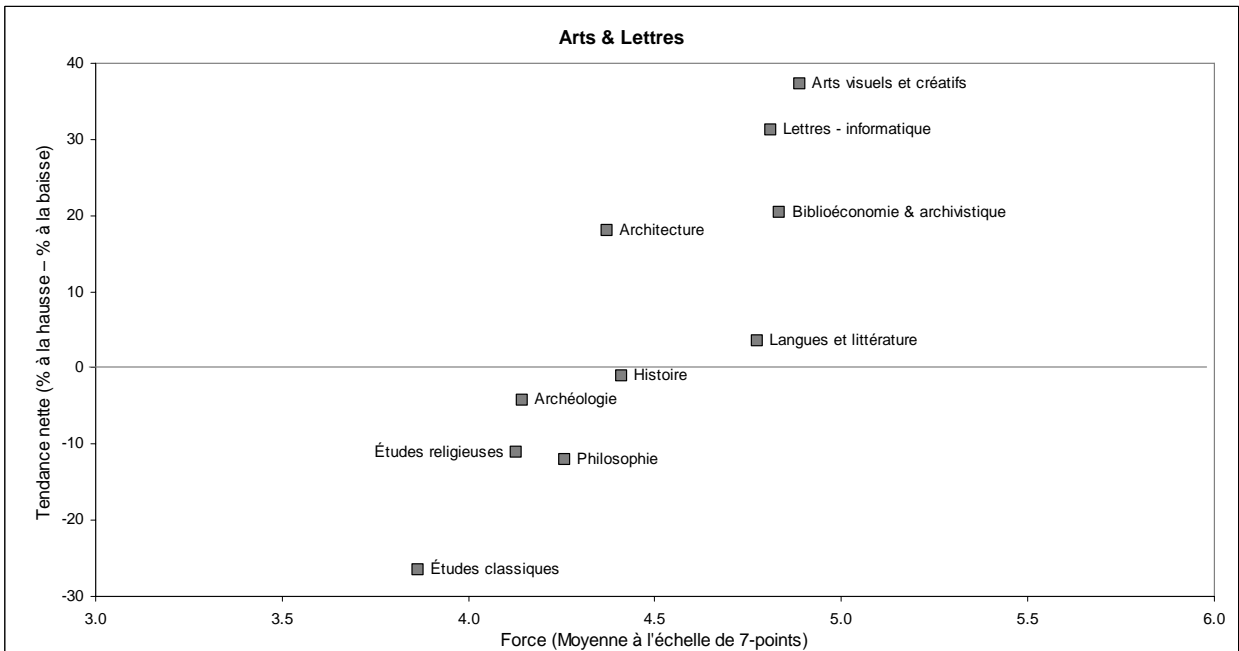 Arts & Lettres
Tendance nette (% à la hausse – % à la baisse)
40
30
20
10
0
-10
-20
-30
Arts visuels et créatifs
Lettres - informatique
Biblioéconomie & archivistique
Architecture
Langues et littérature
Histoire
Archéologie
Études religieuses
Philosophie
Études classiques
3.0 3.5 4.0 4.5 5.0 5.5 6.0
Force (Moyenne à l'échelle de 7-points)